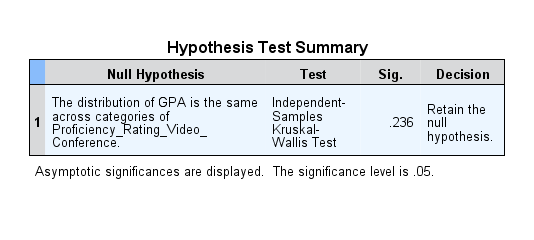 Hypothesis Test Summary
Null Hypothesis Test Sig. Decision
1
The distribution of GPA is the same
across categories of
Proficiency_Rating_Video_
Conference.
Independent-
Samples
Kruskal-
Wallis Test
.236
Retain the
null
hypothesis.
Asymptotic significances are displayed. The significance level is .05.